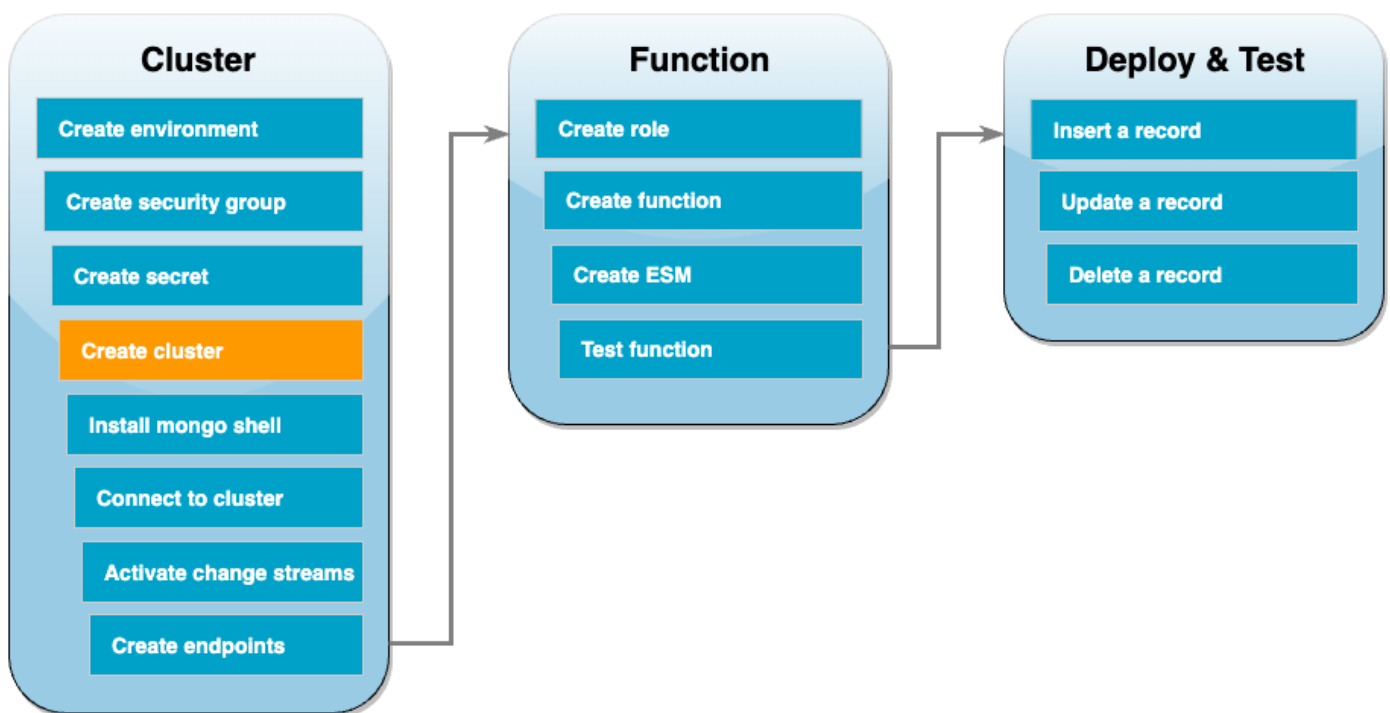 Cluster
Create environment
Create security group
Create secret
Create cluster
Install mongo shell
Connect to cluster
Activate change streams
Create endpoints
Function
Create role
Create function
Create ESM
Test function
Deploy & Test
Insert a record
Update a record
Delete a record